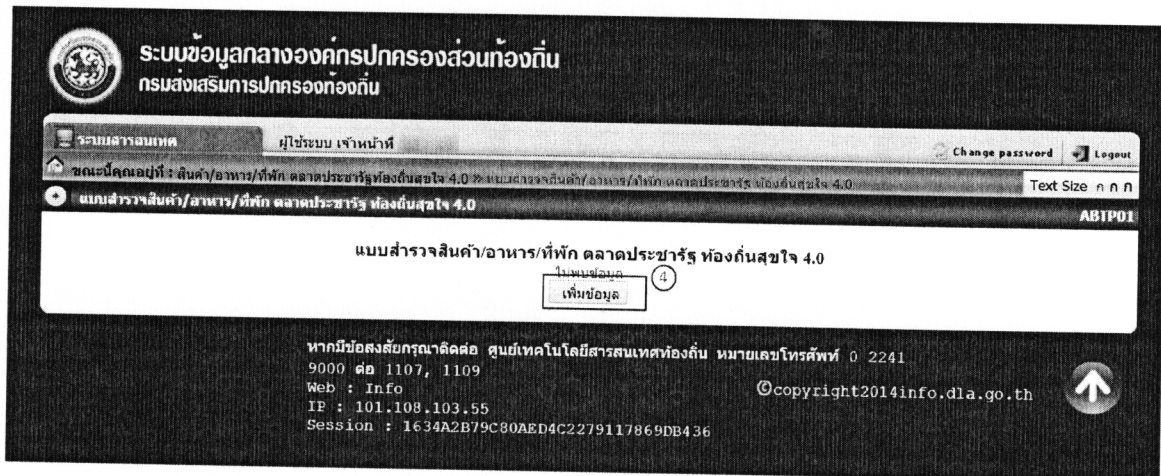 ระบบข้อมูลกลางองค์กรปกครองส่วนท้องถิ่น
กรมส่งเสริมการปกครองท้องถิ่น
ระบบสารสนเทศ ผู้ใช้ระบบ เจ้าหน้าที่ Change password Logout
ขณะนี้คุณอยู่ที่ : สินค้า/อาหาร/ที่พัก ตลาดประชารัฐท้องถิ่นสุขใจ 4.0 » แบบสำรวจสินค้า/อาหาร/ที่พัก ตลาดประชารัฐ ท้องถิ่นสุขใจ 4.0 Text Size ก ก ก
แบบสำรวจสินค้า/อาหาร/ที่พัก ตลาดประชารัฐ ท้องถิ่นสุขใจ 4.0 ABTP01
แบบสำรวจสินค้า/อาหาร/ที่พัก ตลาดประชารัฐ ท้องถิ่นสุขใจ 4.0
ไม่พบข้อมูล 4
เพิ่มข้อมูล
หากมีข้อสงสัยกรุณาติดต่อ ศูนย์เทคโนโลยีสารสนเทศท้องถิ่น หมายเลขโทรศัพท์ 0 2241
9000 ต่อ 1107, 1109
Web : Info ©copyright2014info.dla.go.th
IP : 101.108.103.55
Session : 1634A2B79C80AED4C2279117869DB436